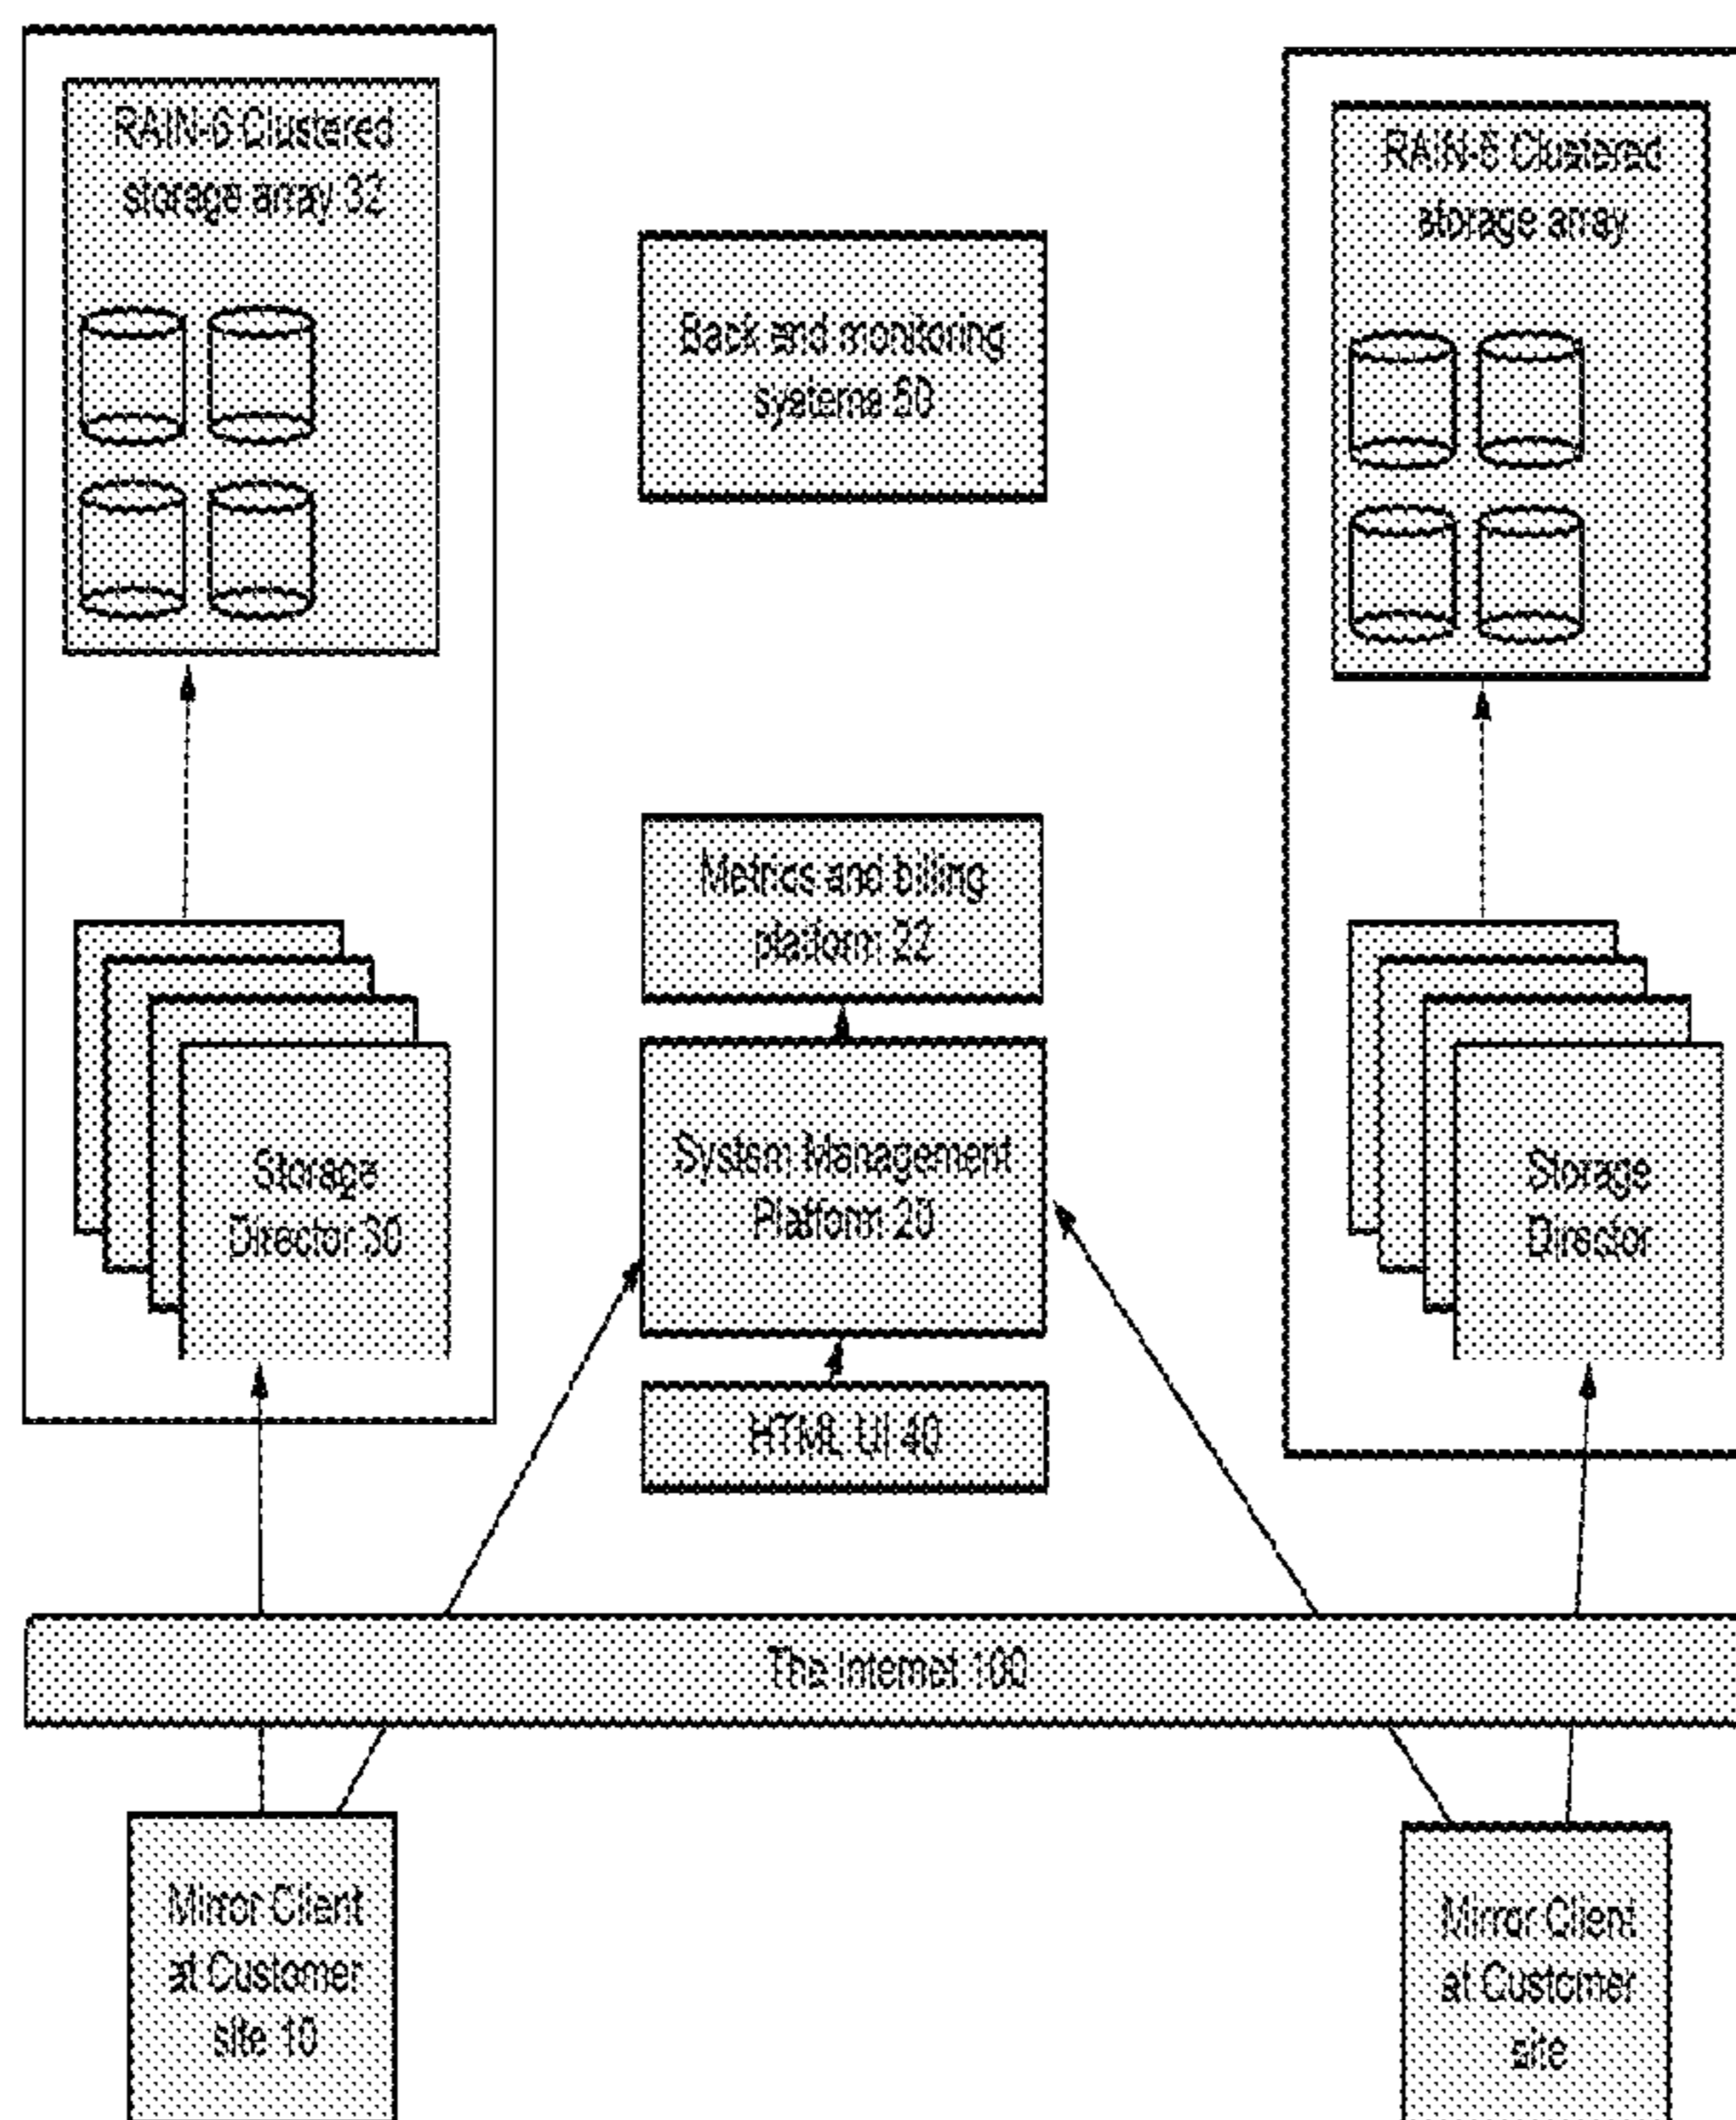 RAIN-6 Clustered
storage array 32
RAIN-6 Clustered
storage array
Back and monitoring
systems 50
Metrics and billing
platform 22
System Management
Platform 20
Storage
Director 30
Storage
Director
HTML UI 40
The Internet 100
Mirror Client
at Customer
site 10
Mirror Client
at Customer
site